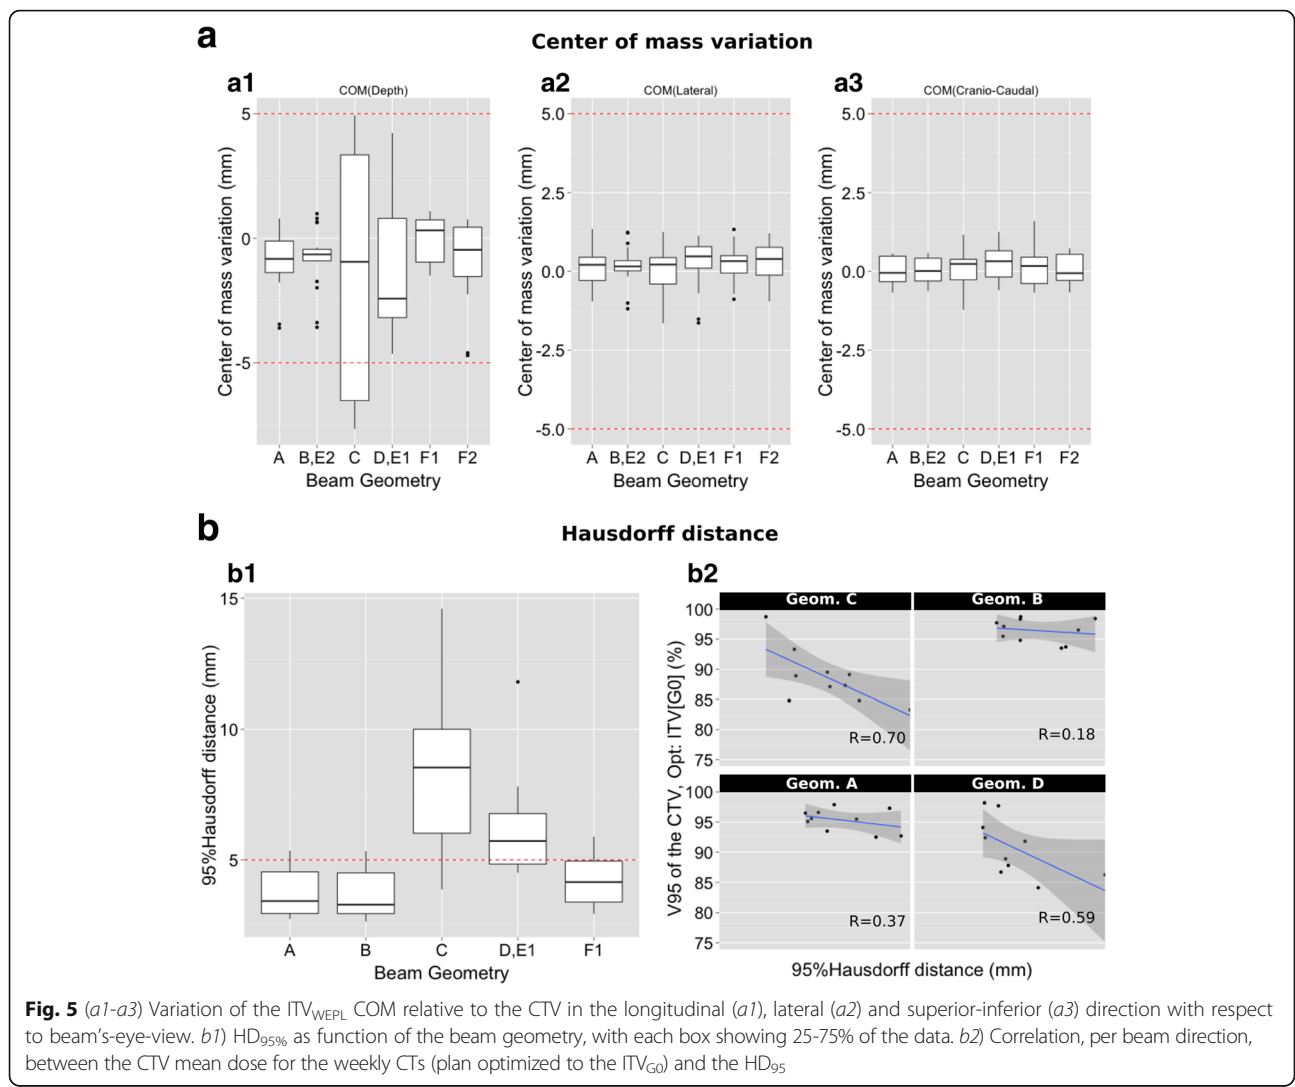 a
Center of mass variation
a1
a2
a3
COM(Depth)
COM(Lateral)
COM(Cranio-Caudal)
Center of mass variation (mm)
5
0
-5
A B,E2 C D,E1 F1 F2
Beam Geometry
Center of mass variation (mm)
5.0
2.5
0.0
-2.5
-5.0
A B,E2 C D,E1 F1 F2
Beam Geometry
Center of mass variation (mm)
5.0
2.5
0.0
-2.5
-5.0
A B,E2 C D,E1 F1 F2
Beam Geometry
b
Hausdorff distance
b1
95%Hausdorff distance (mm)
15
10
5
A B C D,E1 F1
Beam Geometry
b2
V95 of the CTV, Opt: ITV[G0] (%)
Geom. C
Geom. B
100
95
90
85
80
75
R=0.70
R=0.18
Geom. A
Geom. D
100
95
90
85
80
75
R=0.37
R=0.59
95%Hausdorff distance (mm)
Fig. 5 (a1-a3) Variation of the ITVWEPL COM relative to the CTV in the longitudinal (a1), lateral (a2) and superior-inferior (a3) direction with respect
to beam's-eye-view. b1) HD95% as function of the beam geometry, with each box showing 25-75% of the data. b2) Correlation, per beam direction,
between the CTV mean dose for the weekly CTs (plan optimized to the ITVG0) and the HD95